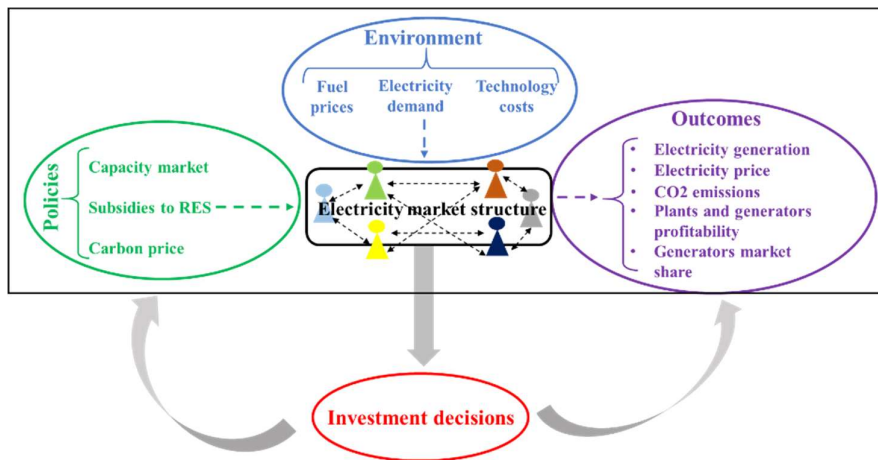 Environment
Fuel
prices
Electricity
demand
Technology
costs
Policies
Capacity market
Subsidies to RES
Carbon price
Electricity market structure
Outcomes
• Electricity generation
• Electricity price
• CO2 emissions
• Plants and generators
profitability
• Generators market
share
Investment decisions